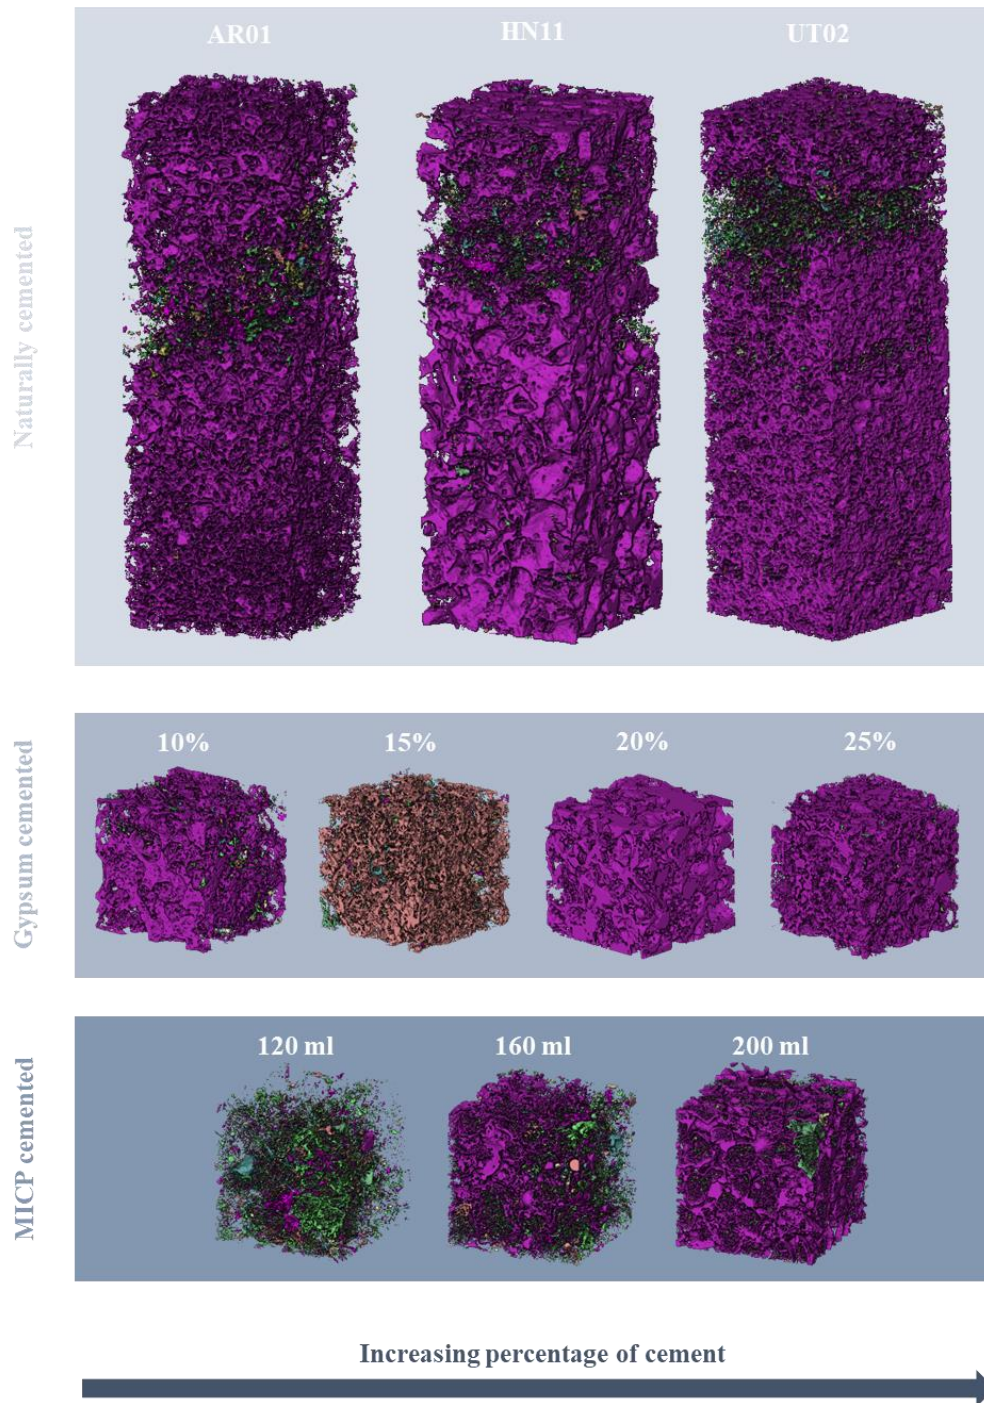 AR01
HN11
UT02
Naturally cemented
10%
15%
20%
25%
Gypsum cemented
120 ml
160 ml
200 ml
MICP cemented
Increasing percentage of cement